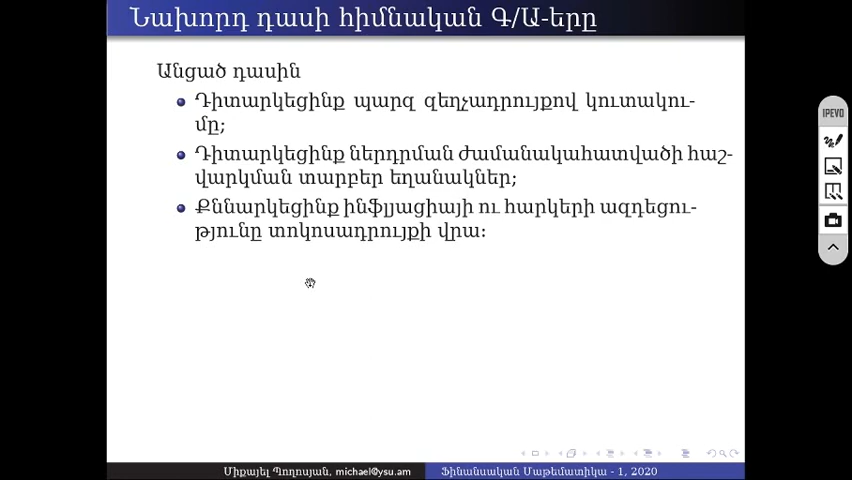 Նախորդ դասի հիմնական Գ/Ա-երը
Անցած դասին
Դիտարկեցինք պարզ զեղչադրույքով կուտակու-
մը;
Դիտարկեցինք ներդրման ժամանակահատվածի հաշ-
վարկման տարբեր եղանակներ;
Քննարկեցինք ինֆլյացիայի ու հարկերի ազդեցու-
թյունը տոկոսադրույքի վրա:
Միքայել Պողոսյան, michael@ysu.am
Ֆինանսական Մաթեմատիկա - 1, 2020
IPEVO